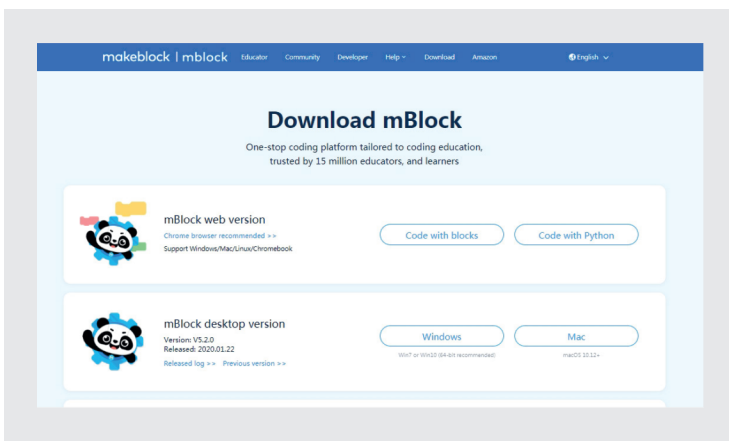 makeblock | mblock Educator Community Developer Help Download Amazon English
Download mBlock
One-stop coding platform tailored to coding education,
trusted by 15 million educators, and learners
mBlock web version
Chrome browser recommended >>
Support Windows/Mac/Linux/Chromebook
Code with blocks Code with Python
mBlock desktop version
Version: V5.2.0
Released: 2020.01.22
Released log >> Previous version >>
Windows Mac
Win7 or Win10 (64-bit recommended) macOS 10.12+